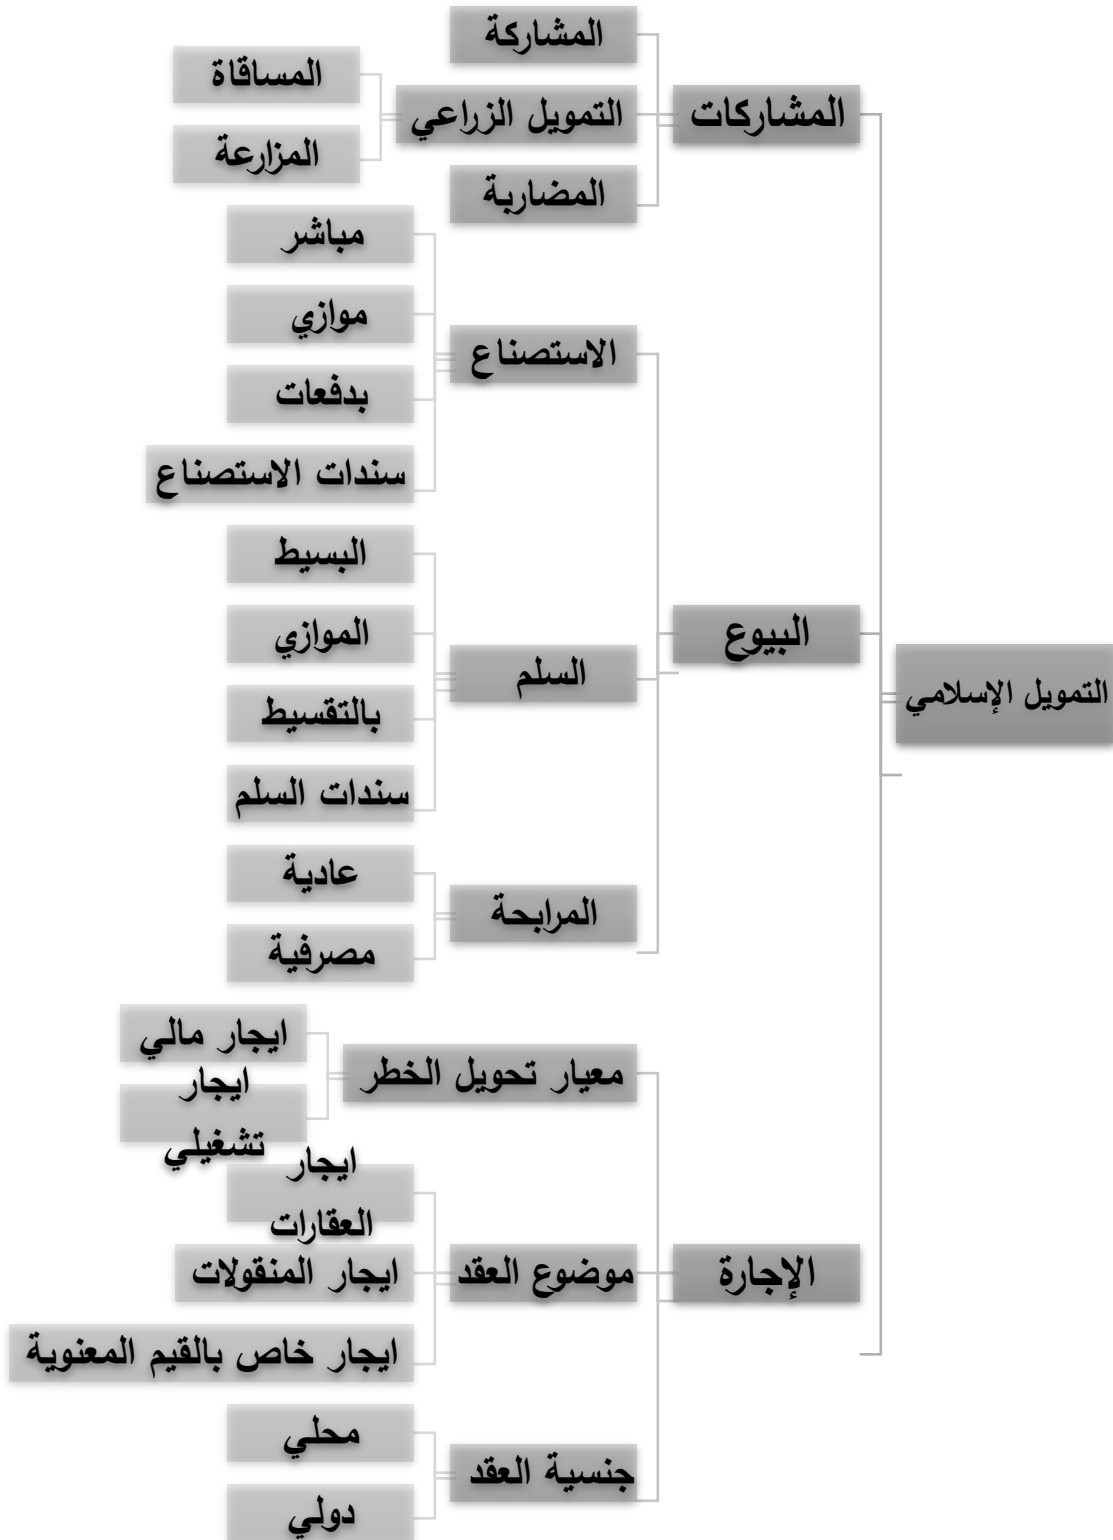 التمويل الإسلامي
المشاركات
المشاركة
التمويل الزراعي
المساقاة
المزارعة
المضاربة
البيوع
الاستصناع
مباشر
موازي
بدفعات
سندات الاستصناع
السلم
البسيط
الموازي
بالتقسيط
سندات السلم
المرابحة
عادية
مصرفية
الإجارة
معيار تحويل الخطر
ايجار مالي
ايجار
تشغيلي
موضوع العقد
ايجار
العقارات
ايجار المنقولات
ايجار خاص بالقيم المعنوية
جنسية العقد
محلي
دولي